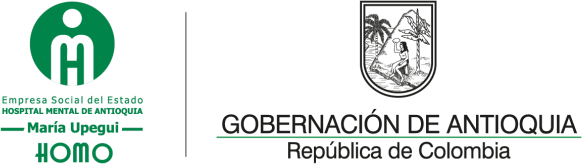 Empresa Social del Estado
HOSPITAL MENTAL DE ANTIOQUIA
María Upegui
HOMO
GOBERNACIÓN DE ANTIOQUIA
República de Colombia